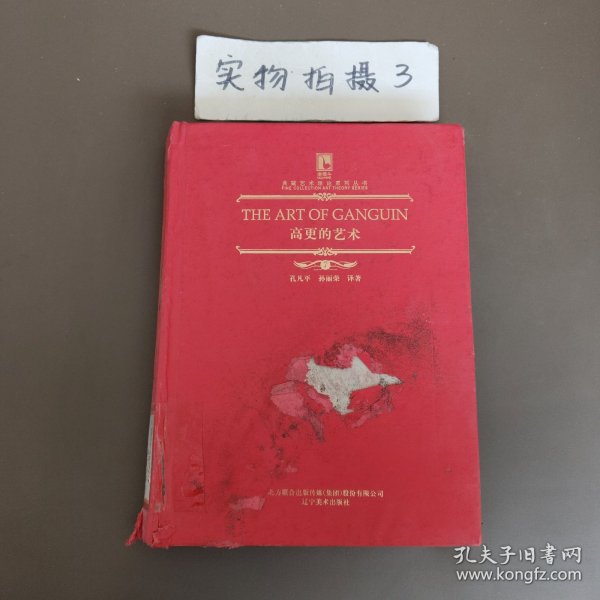 实物拍摄3
典藏艺术理论系列丛书
FINE COLLECTION ART THEORY SERIES
THE ART OF GANGUIN
高更的艺术
孔凡平 孙丽荣 译著
北方联合出版传媒(集团)股份有限公司
辽宁美术出版社
孔夫子旧书网
www.kongfz.com